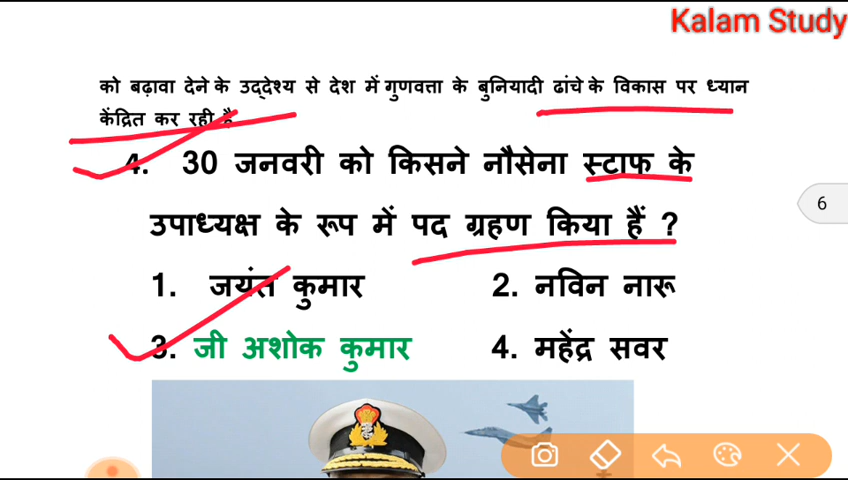 Kalam Study
को बढ़ावा देने के उद्देश्य से देश में गुणवत्ता के बुनियादी ढांचे के विकास पर ध्यान
केंद्रित कर रही है
4. 30 जनवरी को किसने नौसेना स्टाफ के
उपाध्यक्ष के रूप में पद ग्रहण किया हैं ?
1. जयंत कुमार 2. नविन नारू
3. जी अशोक कुमार 4. महेंद्र सवर
6